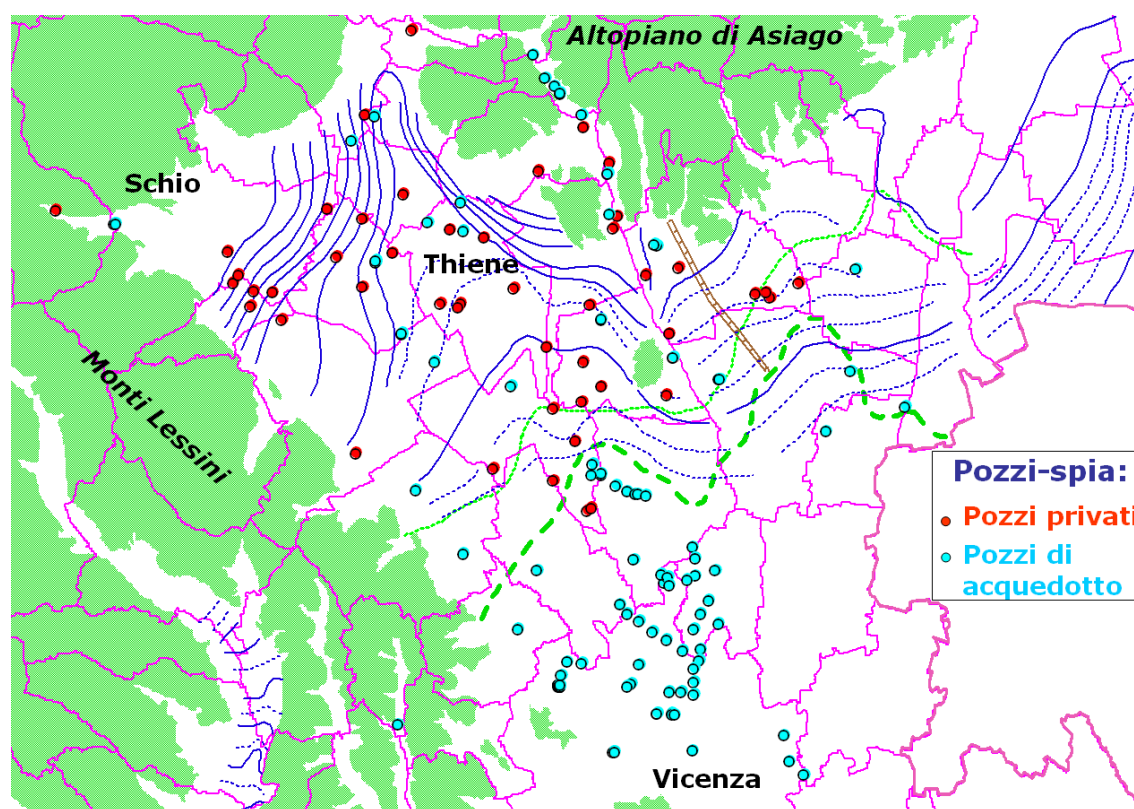 Altopiano di Asiago
Schio
Thiene
Monti Lessini
Pozzi-spia:
Pozzi privati
Pozzi di
acquedotto
Vicenza